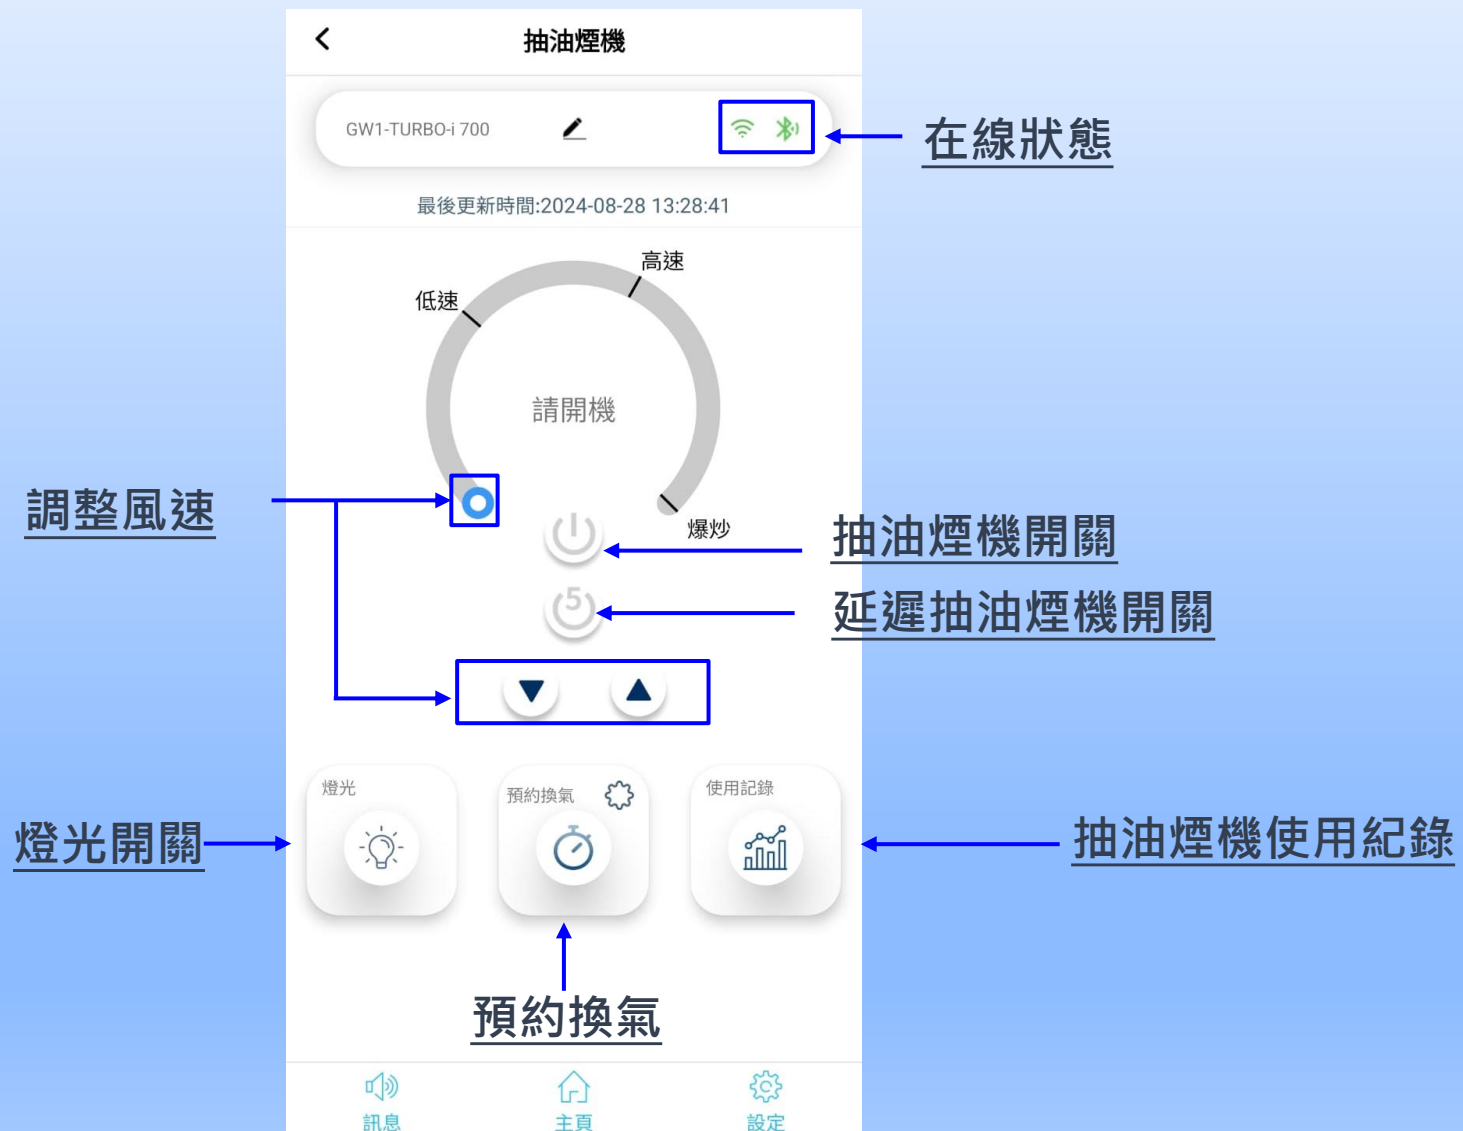 抽油煙機
GW1-TURBO-i 700
在線狀態
最後更新時間:2024-08-28 13:28:41
高速
低速
請開機
調整風速
爆炒
抽油煙機開關
5
延遲抽油煙機開關
燈光
預約換氣
使用記錄
燈光開關
抽油煙機使用紀錄
預約換氣
訊息
主頁
設定